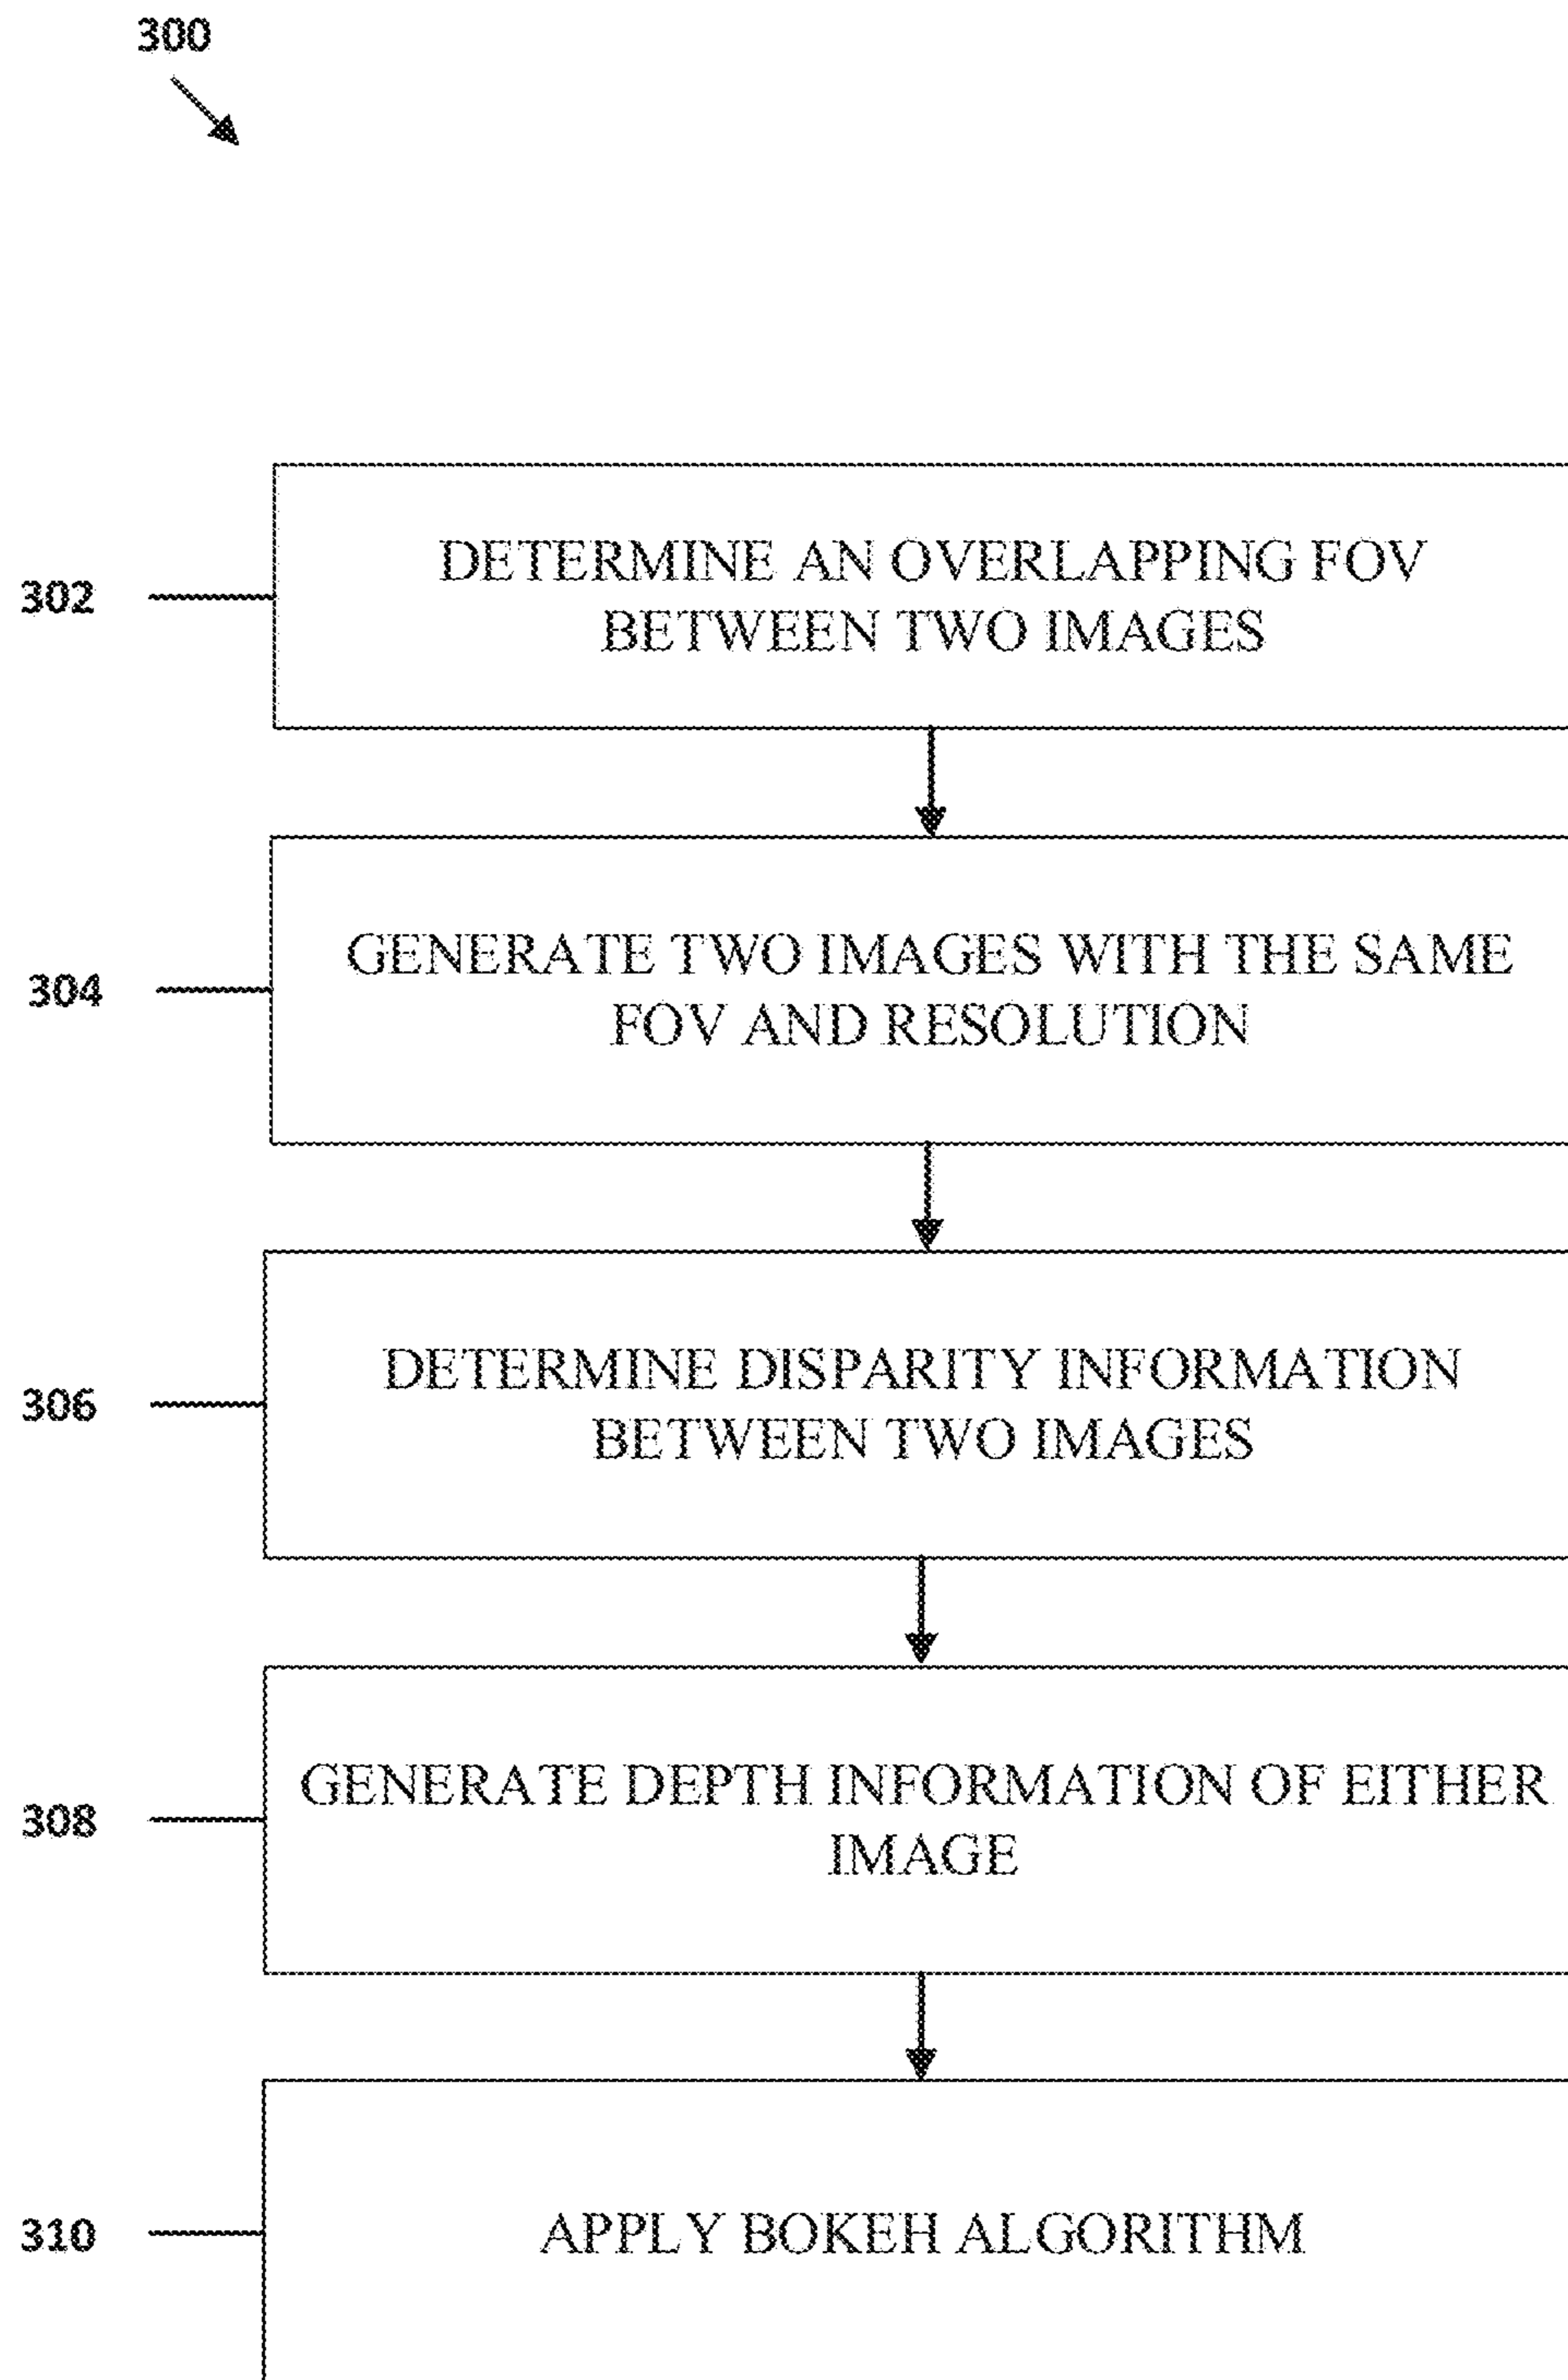 300
302
DETERMINE AN OVERLAPPING FOV
BETWEEN TWO IMAGES
304
GENERATE TWO IMAGES WITH THE SAME
FOV AND RESOLUTION
306
DETERMINE DISPARITY INFORMATION
BETWEEN TWO IMAGES
308
GENERATE DEPTH INFORMATION OF EITHER
IMAGE
310
APPLY BOKEH ALGORITHM